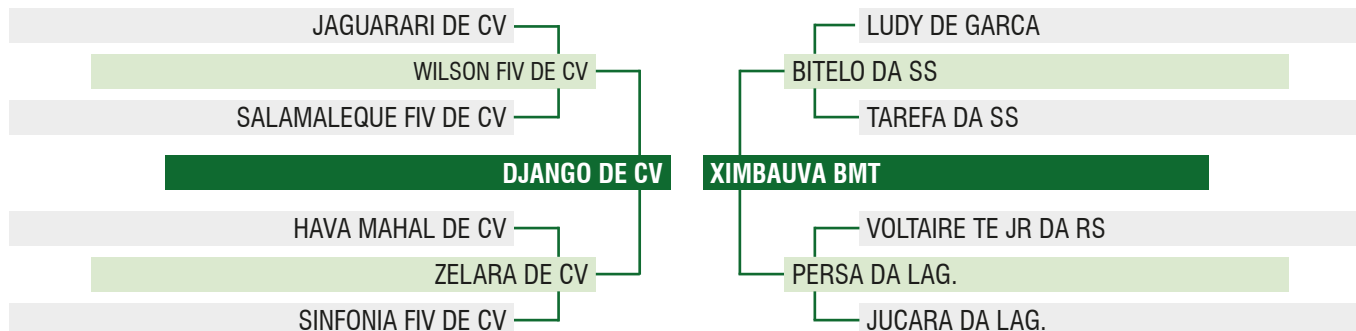 JAGUARARI DE CV
LUDY DE GARCA
WILSON FIV DE CV
BITELO DA SS
SALAMALEQUE FIV DE CV
TAREFA DA SS
DJANGO DE CV
XIMBAUVA BMT
HAVA MAHAL DE CV
VOLTAIRE TE JR DA RS
ZELARA DE CV
PERSA DA LAG.
SINFONIA FIV DE CV
JUCARA DA LAG.